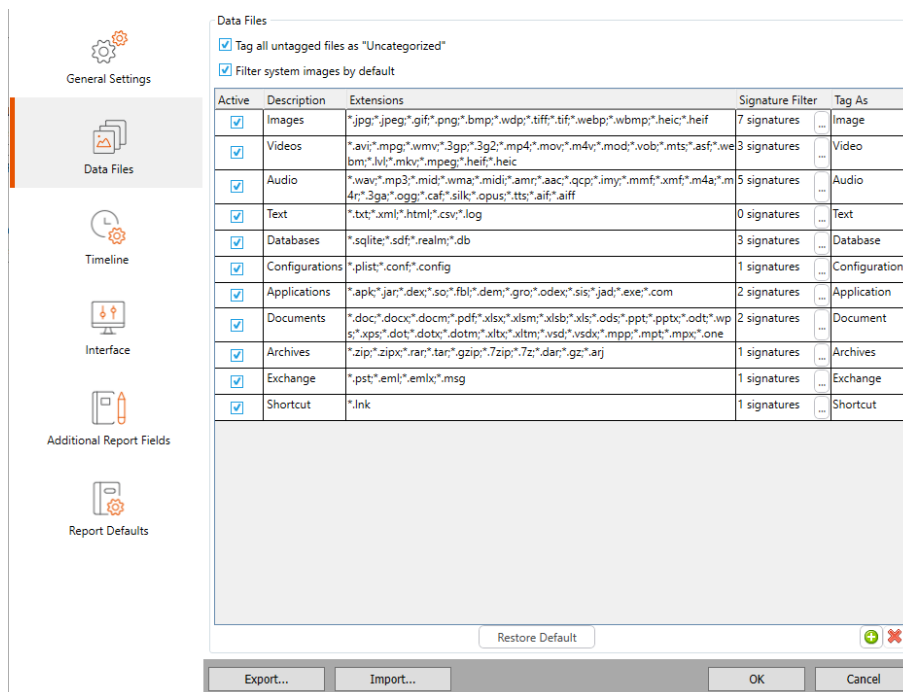 General Settings
Data Files
Timeline
Interface
Additional Report Fields
Report Defaults
Data Files
Tag all untagged files as "Uncategorized"
Filter system images by default
Active Description Extensions Signature Filter Tag As
Images *.jpg;*.jpeg;*.gif;*.png;*.bmp;*.wdp;*.tiff;*.tif;*.webp;*.wbmp;*.heic;*.heif 7 signatures ... Image
Videos *.avi;*.mpg;*.wmv;*.3gp;*.3g2;*.mp4;*.mov;*.m4v;*.mod;*.vob;*.mts;*.asf;*.we 3 signatures ... Video
bm;*.lvl;*.mkv;*.mpeg;*.heif;*.heic
Audio *.wav;*.mp3;*.mid;*.wma;*.midi;*.amr;*.aac;*.qcp;*.imy;*.mmf;*.xmf;*.m4a;*.m 5 signatures ... Audio
4r;*.3ga;*.ogg;*.caf;*.silk;*.opus;*.tts;*.aif;*.aiff
Text *.txt;*.xml;*.html;*.csv;*.log 0 signatures ... Text
Databases *.sqlite;*.sdf;*.realm;*.db 3 signatures ... Database
Configurations *.plist;*.conf;*.config 1 signatures ... Configuration
Applications *.apk;*.jar;*.dex;*.so;*.fbl;*.dem;*.gro;*.odex;*.sis;*.jad;*.exe;*.com 2 signatures ... Application
Documents *.doc;*.docx;*.docm;*.pdf;*.xlsx;*.xlsm;*.xlsb;*.xls;*.ods;*.ppt;*.pptx;*.odt;*.wp 2 signatures ... Document
s;*.xps;*.dot;*.dotx;*.dotm;*.xltx;*.xltm;*.vsd;*.vsdx;*.mpp;*.mpt;*.mpx;*.one
Archives *.zip;*.zipx;*.rar;*.tar;*.gzip;*.7zip;*.7z;*.dar;*.gz;*.arj 1 signatures ... Archives
Exchange *.pst;*.eml;*.emlx;*.msg 1 signatures ... Exchange
Shortcut *.lnk 1 signatures ... Shortcut
Restore Default
Export... Import... OK Cancel